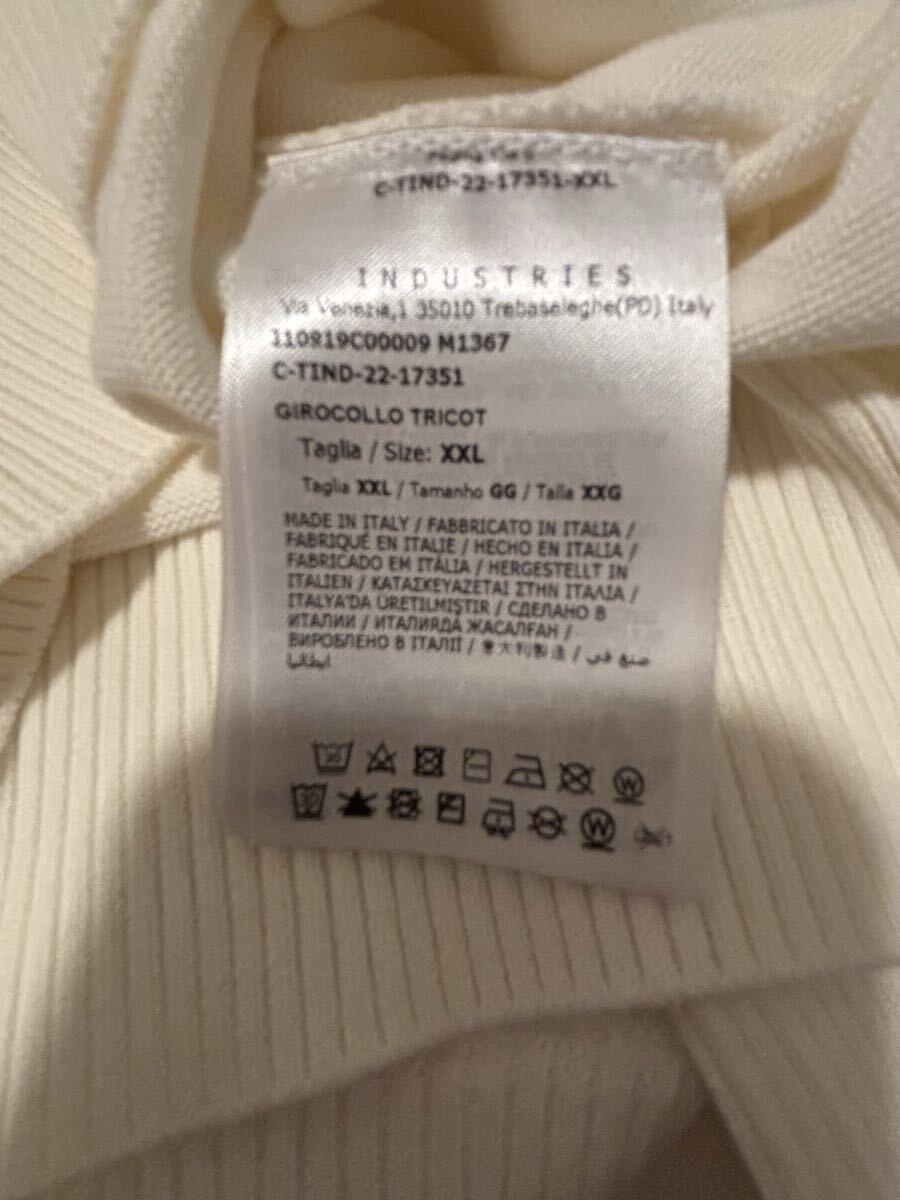 C-TIND-22-17351-XXL
INDUSTRIES
Via Venezia,1 35010 Trebaseleghe(PD) Italy
110819C00009 M1367
C-TIND-22-17351
GIROCOLLO TRICOT
Taglia / Size: XXL
Taglia XXL / Tamanho GG / Talla XXG
MADE IN ITALY / FABBRICATO IN ITALIA /
FABRIQUÉ EN ITALIE / HECHO EN ITALIA /
FABRICADO EM ITÁLIA / HERGESTELLT IN
ITALIEN / ΚΑΤΑΣΚΕΥΑΖΕΤΑΙ ΣΤΗΝ ΙΤΑΛΙΑ /
ITALYA'DA ÜRETILMIŞTIR / СДЕЛАНО В
ИТАЛИИ / ИТАЛИЯДА ЖАСАЛҒАН /
ВИРОБЛЕНО В ІТАЛІЇ / 意大利製造 / صنع في
ايطاليا
30
W
30
W